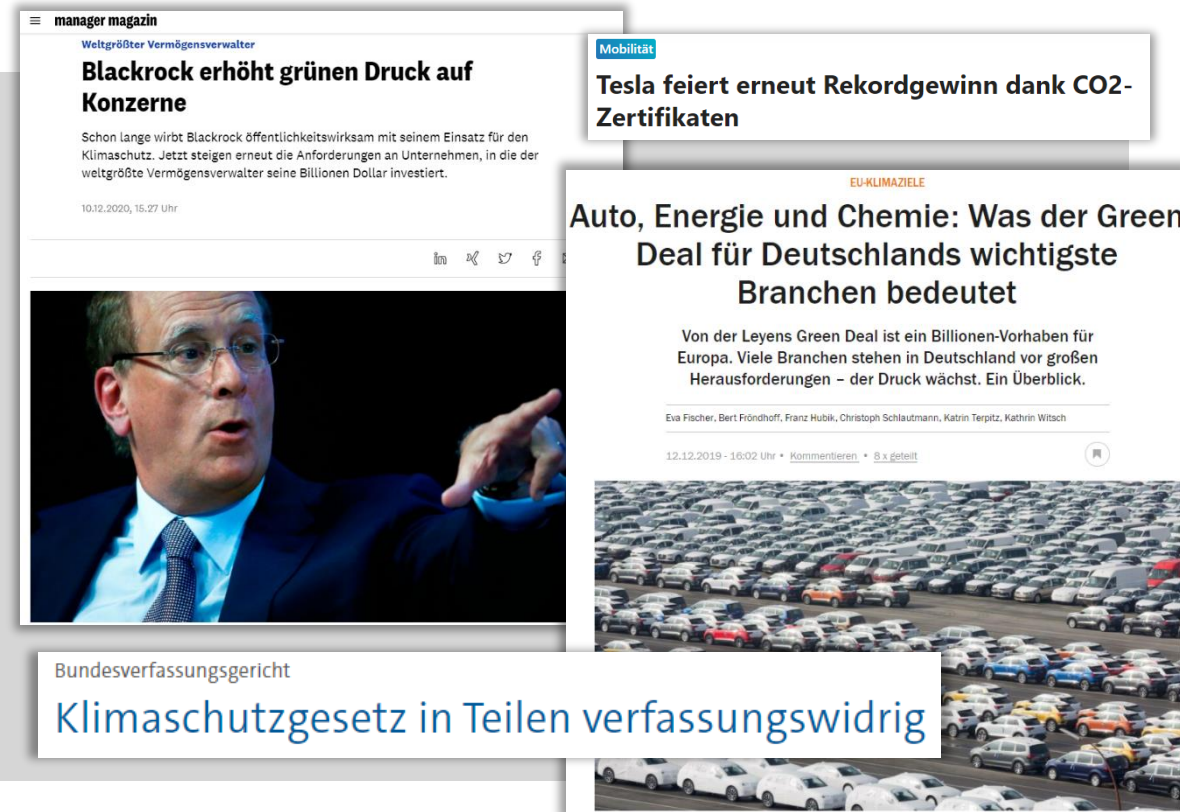 manager magazin
Weltgrößter Vermögensverwalter
Blackrock erhöht grünen Druck auf
Konzerne
Schon lange wirbt Blackrock öffentlichkeitswirksam mit seinem Einsatz für den
Klimaschutz. Jetzt steigen erneut die Anforderungen an Unternehmen, in die der
weltgrößte Vermögensverwalter seine Billionen Dollar investiert.
10.12.2020, 15.27 Uhr
Mobilität
Tesla feiert erneut Rekordgewinn dank CO2-
Zertifikaten
EU-KLIMAZIELE
Auto, Energie und Chemie: Was der Green
Deal für Deutschlands wichtigste
Branchen bedeutet
Von der Leyens Green Deal ist ein Billionen-Vorhaben für
Europa. Viele Branchen stehen in Deutschland vor großen
Herausforderungen – der Druck wächst. Ein Überblick.
Eva Fischer, Bert Fröndhoff, Franz Hubik, Christoph Schlautmann, Katrin Terpitz, Kathrin Witsch
12.12.2019 - 16:02 Uhr • Kommentieren • 8 x geteilt
Bundesverfassungsgericht
Klimaschutzgesetz in Teilen verfassungswidrig